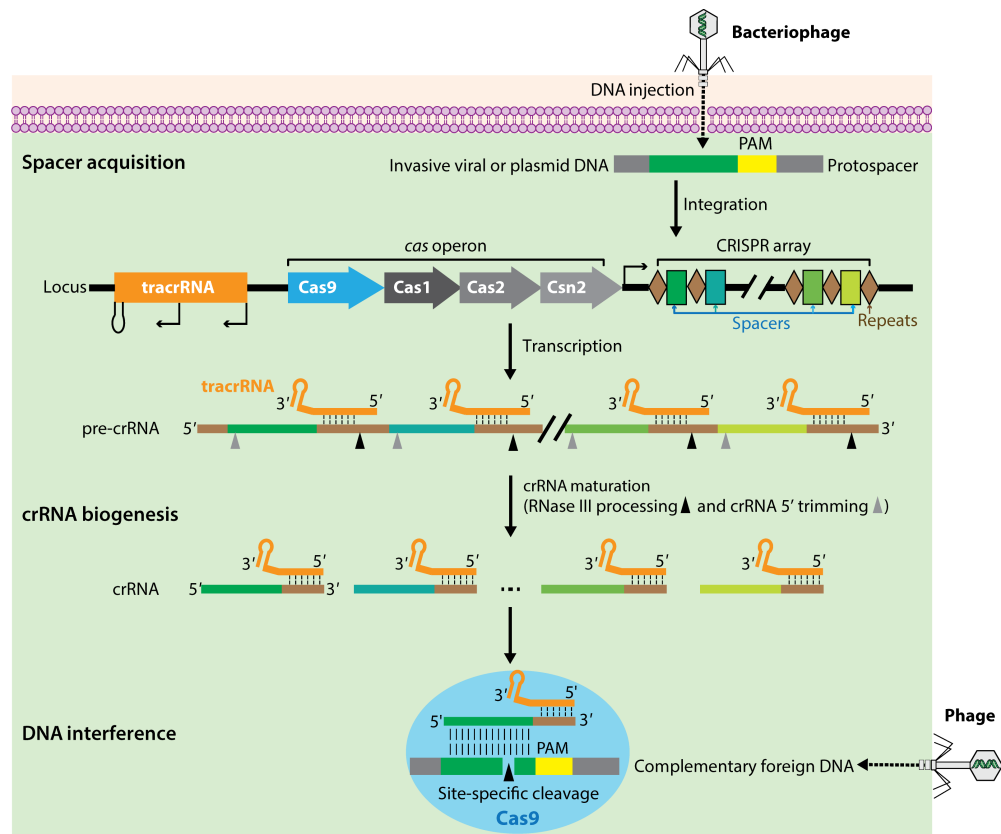 Bacteriophage
DNA injection
Spacer acquisition
PAM
Invasive viral or plasmid DNA
Protospacer
Integration
cas operon
CRISPR array
Locus
tracrRNA
Cas9
Cas1
Cas2
Csn2
Spacers
Repeats
Transcription
tracrRNA
3′ 5′
3′ 5′
3′ 5′
3′ 5′
pre-crRNA 5′ 3′
crRNA maturation
(RNase III processing and crRNA 5′ trimming )
crRNA biogenesis
3′ 5′
3′ 5′
3′ 5′
3′ 5′
crRNA 5′ 3′
3′ 5'
5' 3′
DNA interference
PAM
Phage
Complementary foreign DNA
Site-specific cleavage
Cas9